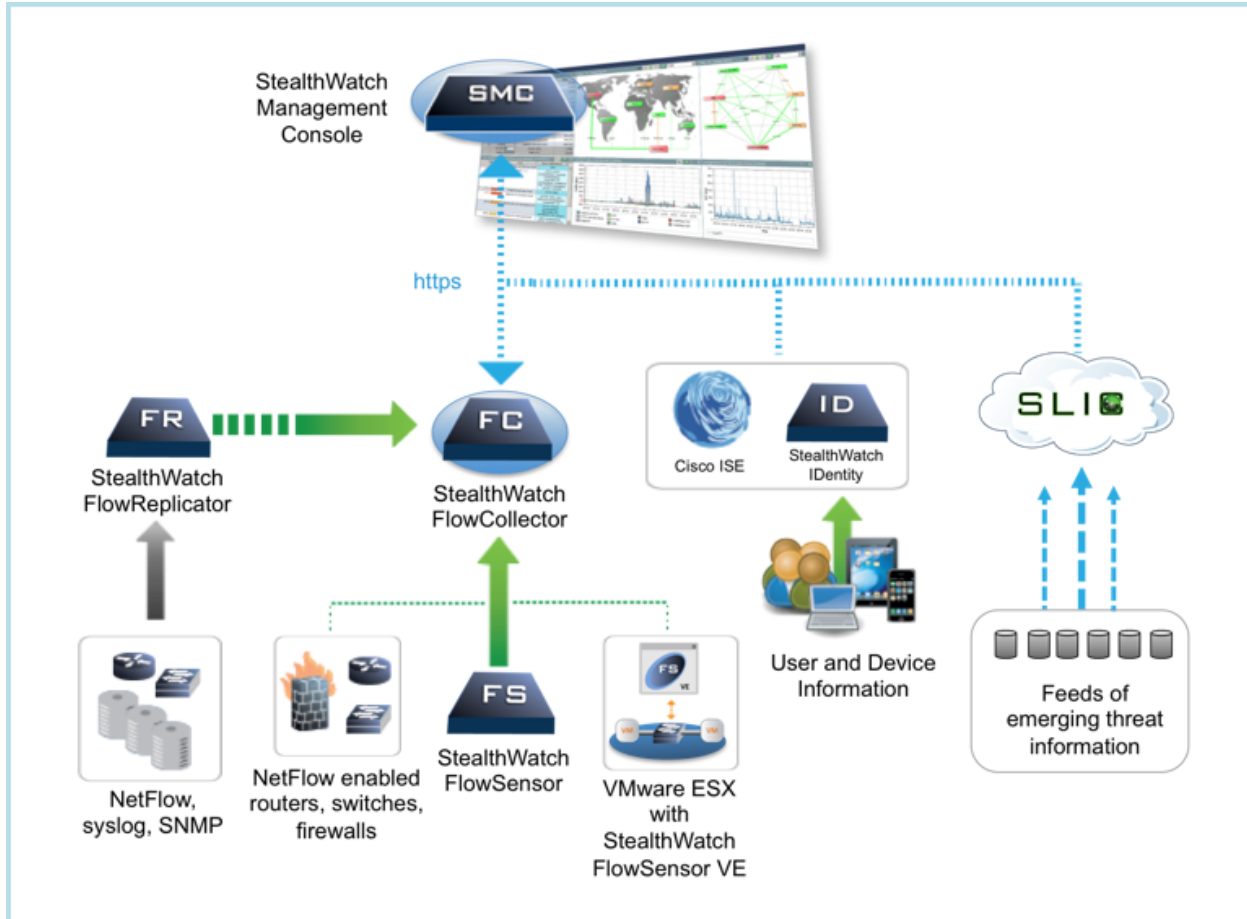 StealthWatch
Management
Console
SMC
https
FR
StealthWatch
FlowReplicator
FC
StealthWatch
FlowCollector
Cisco ISE
ID
StealthWatch
IDentity
SLIC
NetFlow,
syslog, SNMP
NetFlow enabled
routers, switches,
firewalls
FS
StealthWatch
FlowSensor
FS
VE
VM
VM
VMware ESX
with
StealthWatch
FlowSensor VE
User and Device
Information
Feeds of
emerging threat
information